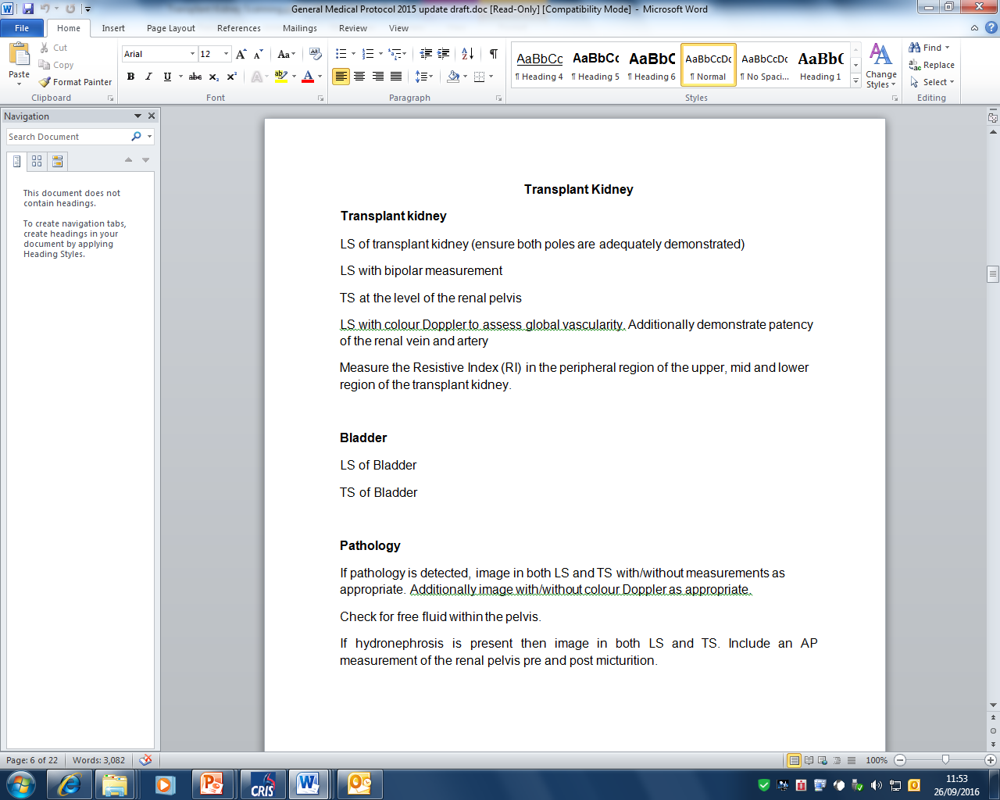 General Medical Protocol 2015 update draft.doc [Read-Only] [Compatibility Mode] - Microsoft Word
File Home Insert Page Layout References Mailings Review View
Paste
Cut
Copy
Format Painter
Clipboard
Arial 12
Font
Paragraph
AaBbCc AaBbCc AaBbC AaBbCcDc AaBbCcDc AaBbC
¶ Heading 4 ¶ Heading 5 ¶ Heading 6 ¶ Normal ¶ No Spaci... Heading 1
Change Styles
Styles
Find
Replace
Select
Editing
Navigation
Search Document
This document does not
contain headings.
To create navigation tabs,
create headings in your
document by applying
Heading Styles.
Transplant Kidney
Transplant kidney
LS of transplant kidney (ensure both poles are adequately demonstrated)
LS with bipolar measurement
TS at the level of the renal pelvis
LS with colour Doppler to assess global vascularity. Additionally demonstrate patency
of the renal vein and artery
Measure the Resistive Index (RI) in the peripheral region of the upper, mid and lower
region of the transplant kidney.
Bladder
LS of Bladder
TS of Bladder
Pathology
If pathology is detected, image in both LS and TS with/without measurements as
appropriate. Additionally image with/without colour Doppler as appropriate.
Check for free fluid within the pelvis.
If hydronephrosis is present then image in both LS and TS. Include an AP
measurement of the renal pelvis pre and post micturition.
Page: 6 of 22 Words: 3,082
100%
CRIS
11:53
26/09/2016